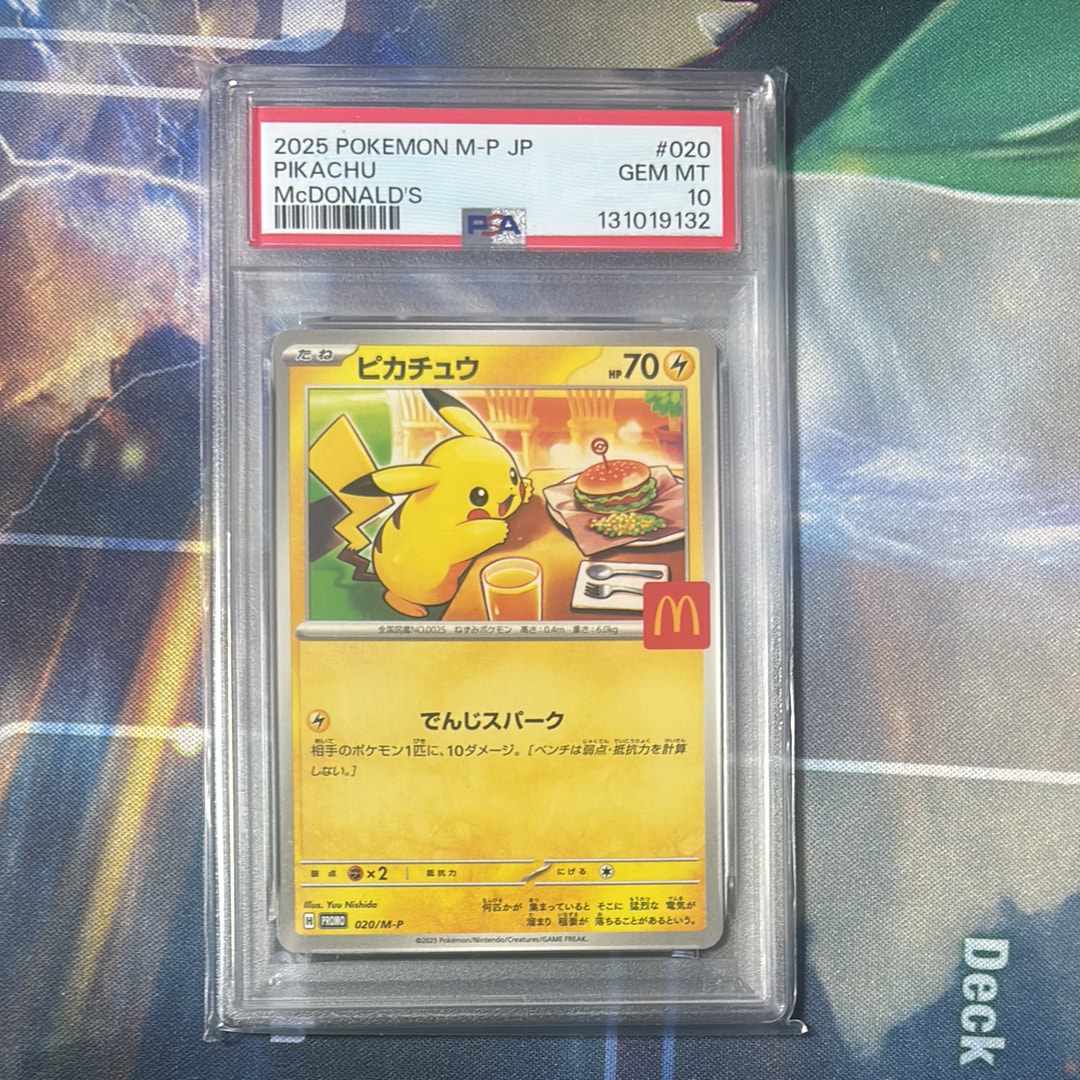 2025 POKEMON M-P JP
#020
PIKACHU
GEM MT
McDONALD'S
10
PSA
131019132
たね
ピカチュウ
HP70
全国図鑑NO.0025 ねずみポケモン 高さ:0.4m 重さ:6.0kg
でんじスパーク
相手のポケモン1匹に、10ダメージ。[ベンチは弱点・抵抗力を計算
しない。]
弱点 ×2 抵抗力 にげる
Illus. Yuu Nishida
何匹かが 集まっていると そこに 猛烈な 電気が
溜まり 稲妻が 落ちることがあるという。
H PROMO 020/M-P
©2025 Pokémon/Nintendo/Creatures/GAME FREAK.
Deck